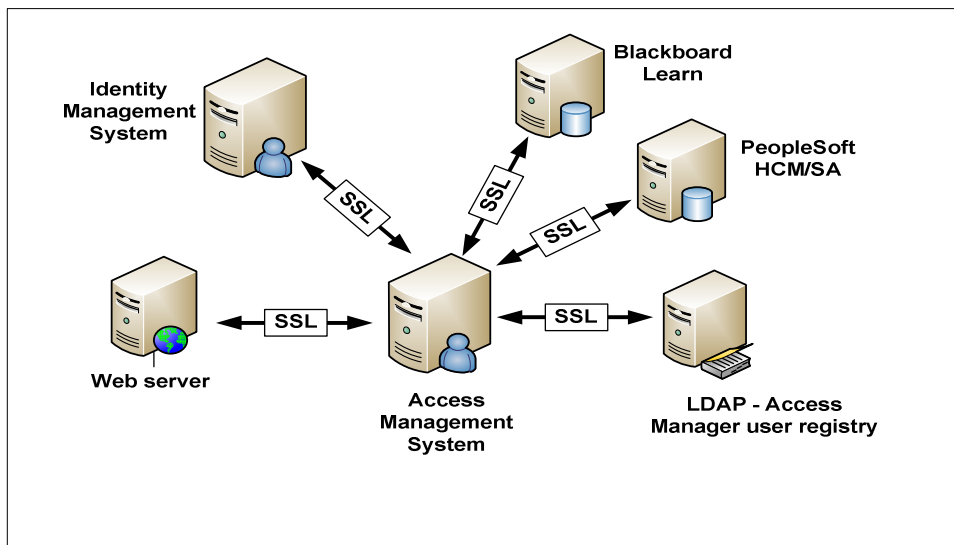 Blackboard
Learn
Identity
Management
System
PeopleSoft
HCM/SA
SSL
SSL
SSL
SSL
SSL
Web server
Access
Management
System
LDAP - Access
Manager user registry